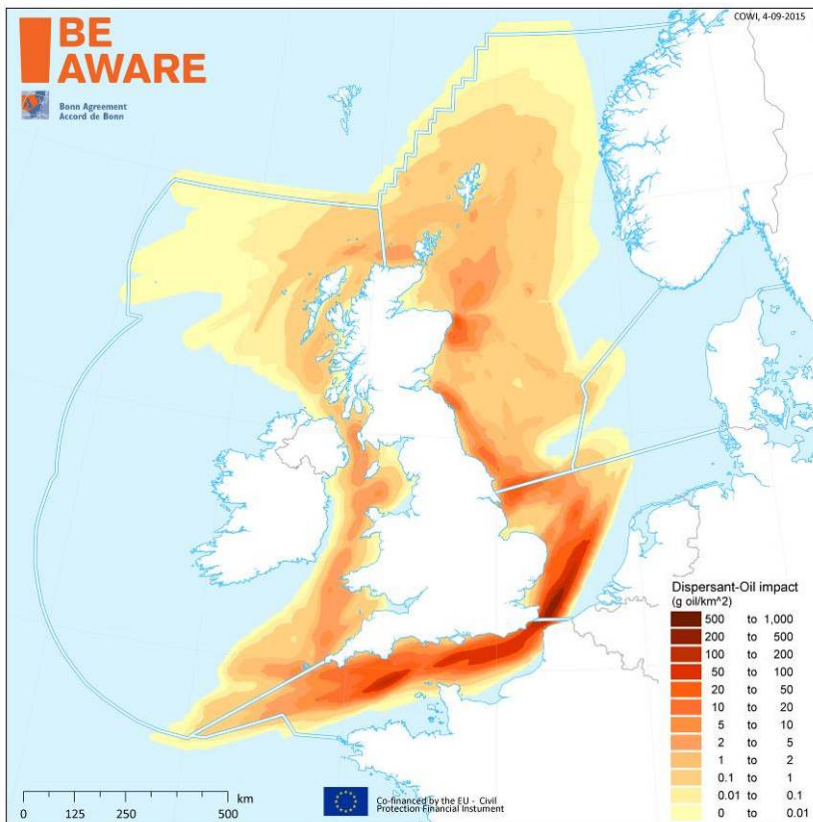 COWI, 4-09-2015
BE
AWARE
Bonn Agreement
Accord de Bonn
Dispersant-Oil impact
(g oil/km^2)
500 to 1,000
200 to 500
100 to 200
50 to 100
20 to 50
10 to 20
5 to 10
2 to 5
1 to 2
0.1 to 1
0.01 to 0.1
0 to 0.01
km
0 125 250 500
Co-financed by the EU - Civil
Protection Financial Instument